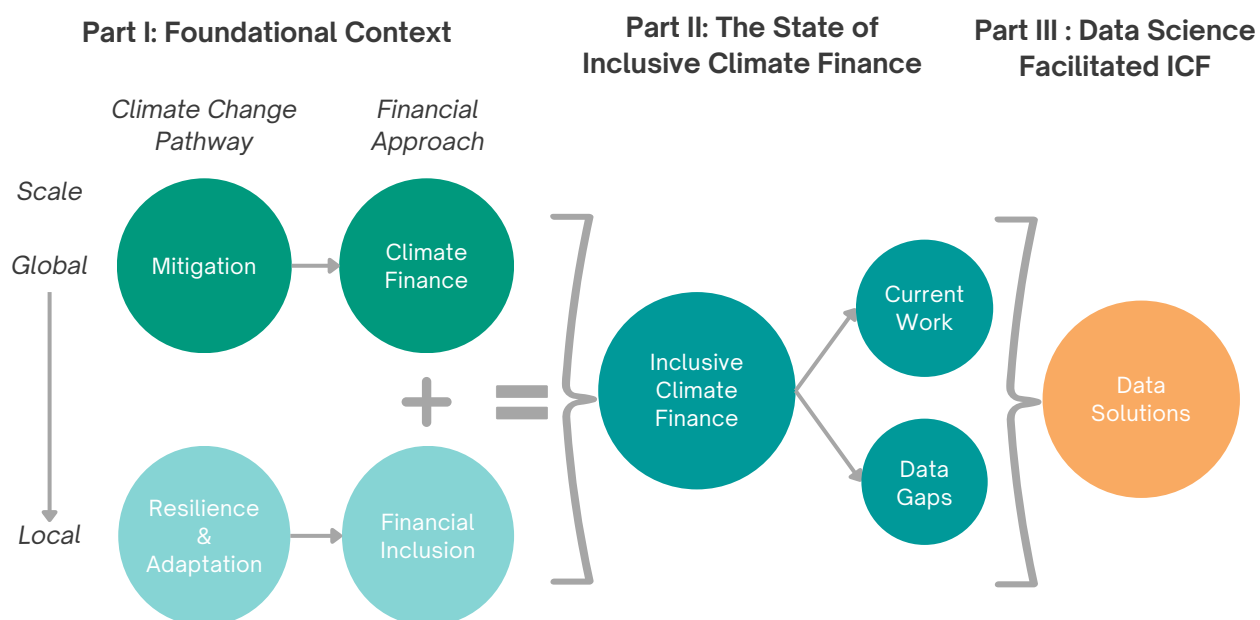 Part I: Foundational Context
Part II: The State of
Inclusive Climate Finance
Part III : Data Science
Facilitated ICF
Climate Change
Pathway
Financial
Approach
Scale
Global
Mitigation
Climate
Finance
Current
Work
Inclusive
Climate
Finance
Data
Solutions
Data
Gaps
Local
Resilience
&
Adaptation
Financial
Inclusion